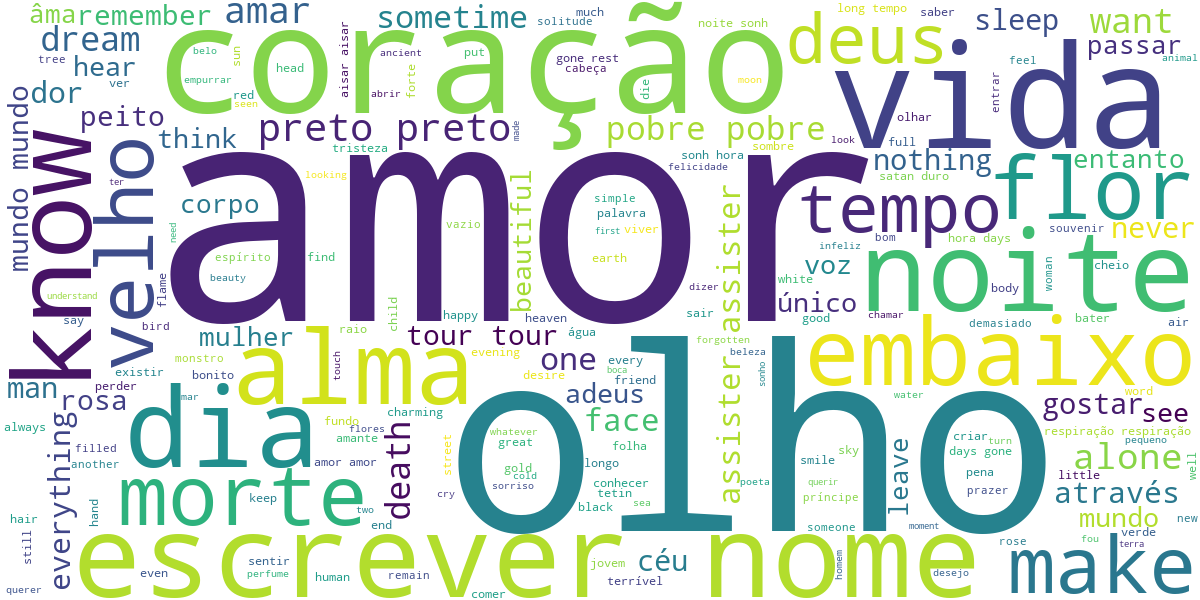 âma remember amar sometime much solitude noite sonh long tempo saber sleep want
dream coração deus passar
tree belo sun head aisar aisar ancient put gone rest cabeça vida feel animal
hear ver empurrar red seen abrir forte die moon entrar
dor peito think preto preto made pobre pobre olhar
mundo mundo know velho tristeza sombre look full nothing entanto
looking amor sonh hora felicidade satan duro flor
ter corpo vazio beautiful simple palavra tempo
need espírito find first viver assister assister souvenir never
understand flame beauty earth dizer infeliz bom hora days
say bird child happy heaven sair white voz noite woman cheio
mulher raio tour tour água good único body
monstro alma evening forgotten chamar demasiado bater air
man existir bonito touch desire one every boca beleza embaixo
rosa perder mar friend adeus sonho water word
always dia fundo charming olho face gostar see
everything filled flores whatever great folha criar turn respiração respiração
another amante amor amor street longo smile sky days gone alone pequeno
death gold cold conhecer leave pena little well
hair hand morte keep two cry sorriso tetin black sea poeta querir príncipe prazer através
still end someone moment mundo verde new
escrever nome rose fou terra
even sentir jovem céu homem make
querer perfume human remain comer terrível desejo